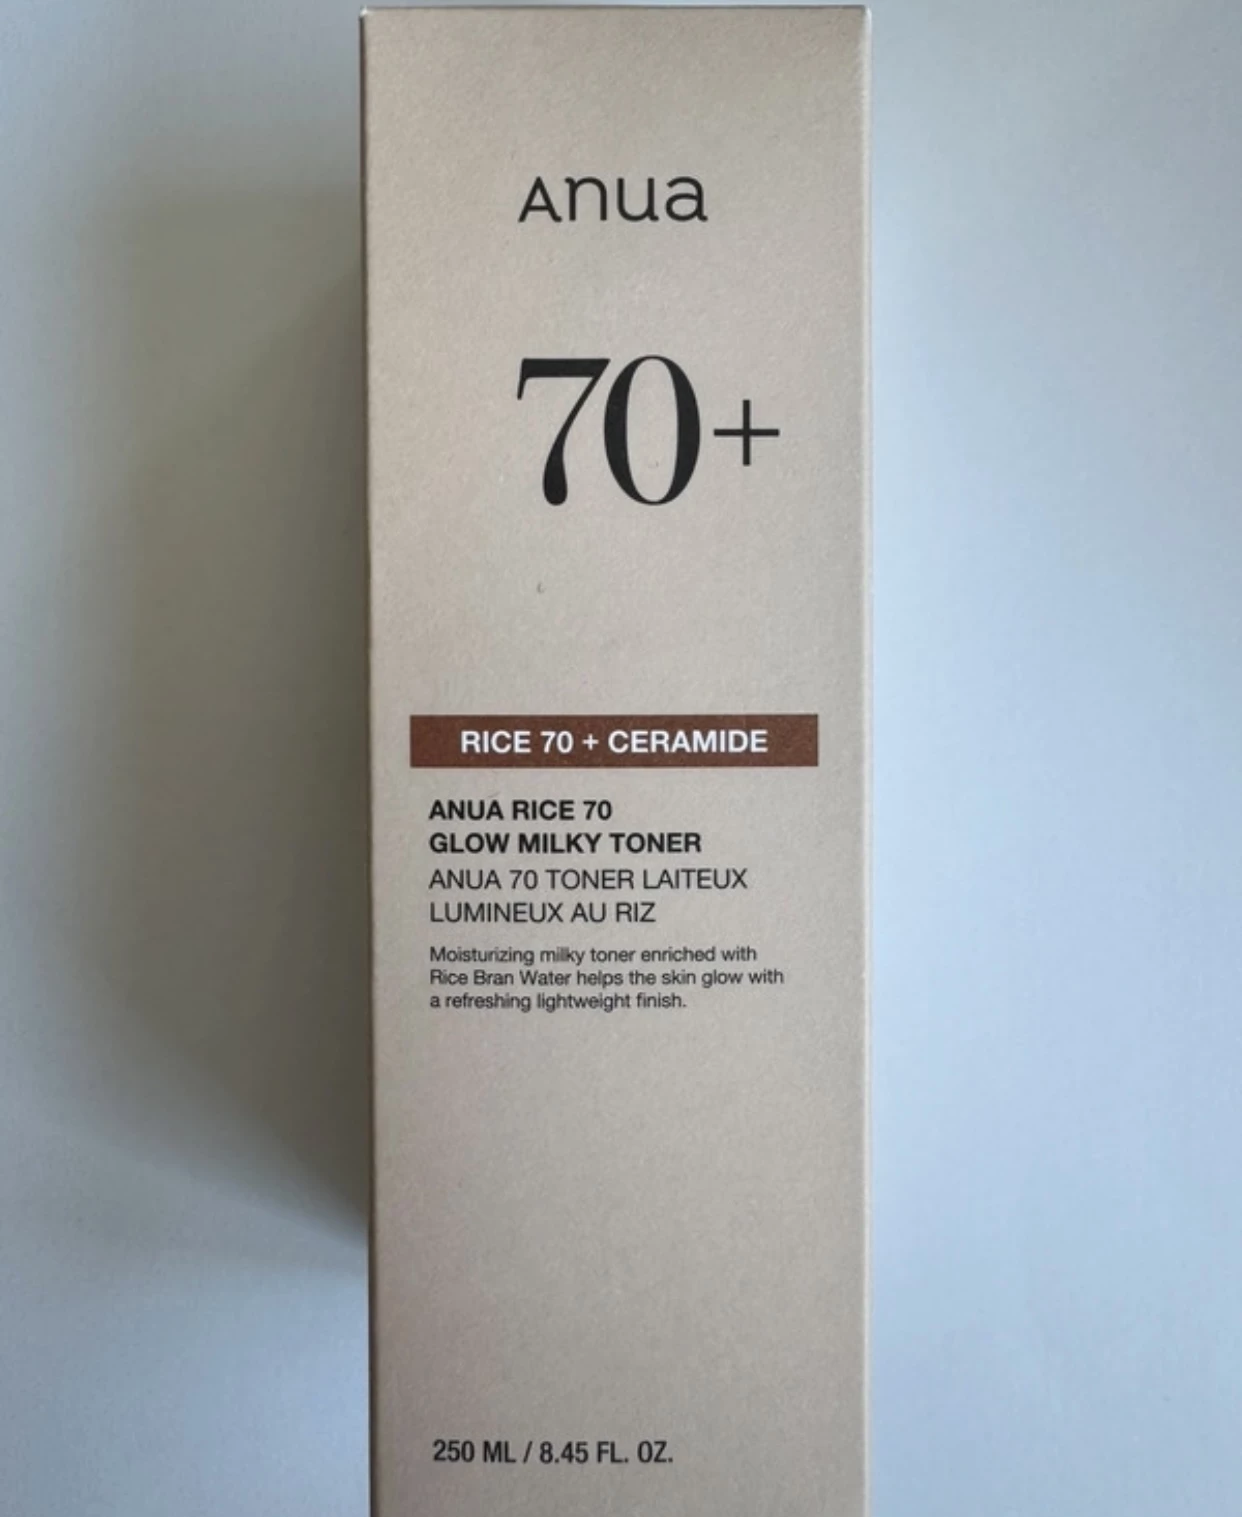 Anua
70+
RICE 70 + CERAMIDE
ANUA RICE 70
GLOW MILKY TONER
ANUA 70 TONER LAITEUX
LUMINEUX AU RIZ
Moisturizing milky toner enriched with
Rice Bran Water helps the skin glow with
a refreshing lightweight finish.
250 ML / 8.45 FL. OZ.